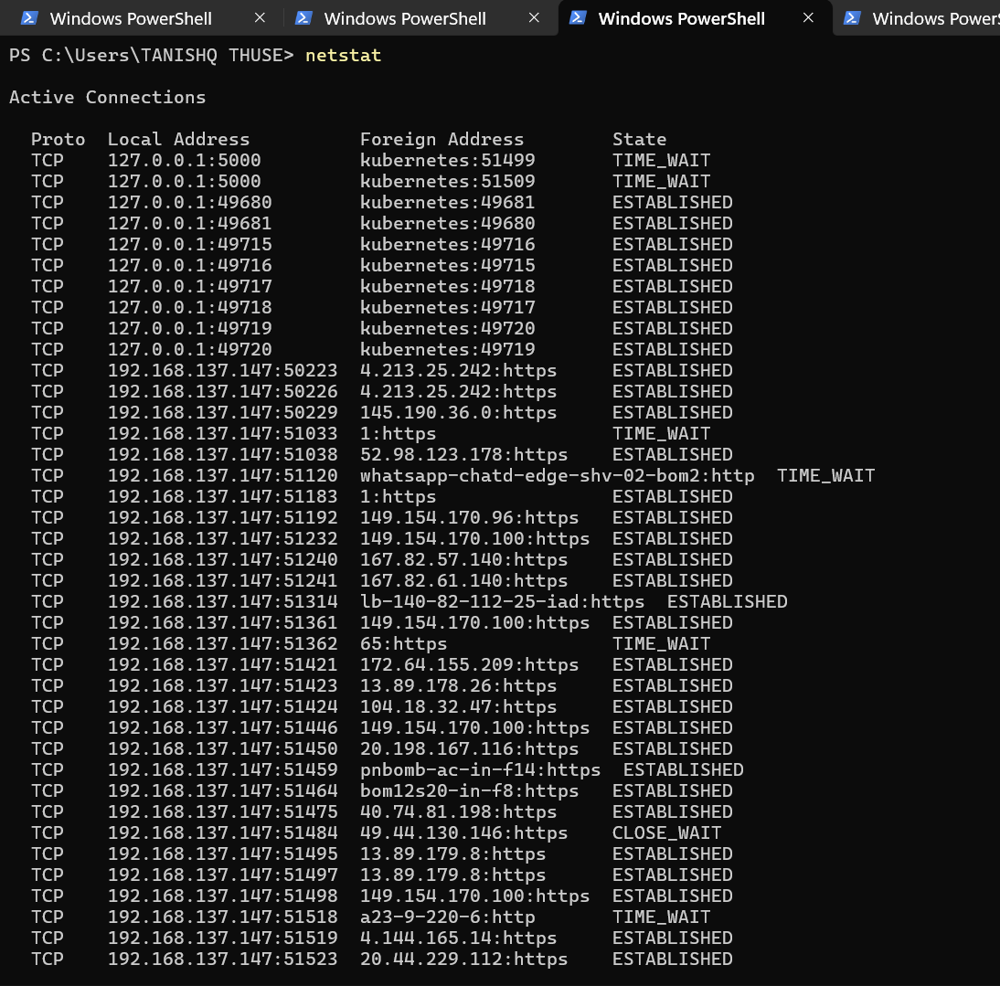 Windows PowerShell Windows PowerShell Windows PowerShell Windows PowerS
PS C:\Users\TANISHQ THUSE> netstat
Active Connections
Proto  Local Address          Foreign Address        State
TCP    127.0.0.1:5000         kubernetes:51499       TIME_WAIT
TCP    127.0.0.1:5000         kubernetes:51509       TIME_WAIT
TCP    127.0.0.1:49680        kubernetes:49681       ESTABLISHED
TCP    127.0.0.1:49681        kubernetes:49680       ESTABLISHED
TCP    127.0.0.1:49715        kubernetes:49716       ESTABLISHED
TCP    127.0.0.1:49716        kubernetes:49715       ESTABLISHED
TCP    127.0.0.1:49717        kubernetes:49718       ESTABLISHED
TCP    127.0.0.1:49718        kubernetes:49717       ESTABLISHED
TCP    127.0.0.1:49719        kubernetes:49720       ESTABLISHED
TCP    127.0.0.1:49720        kubernetes:49719       ESTABLISHED
TCP    192.168.137.147:50223  4.213.25.242:https     ESTABLISHED
TCP    192.168.137.147:50226  4.213.25.242:https     ESTABLISHED
TCP    192.168.137.147:50229  145.190.36.0:https     ESTABLISHED
TCP    192.168.137.147:51033  1:https                TIME_WAIT
TCP    192.168.137.147:51038  52.98.123.178:https    ESTABLISHED
TCP    192.168.137.147:51120  whatsapp-chatd-edge-shv-02-bom2:http  TIME_WAIT
TCP    192.168.137.147:51183  1:https                ESTABLISHED
TCP    192.168.137.147:51192  149.154.170.96:https   ESTABLISHED
TCP    192.168.137.147:51232  149.154.170.100:https  ESTABLISHED
TCP    192.168.137.147:51240  167.82.57.140:https    ESTABLISHED
TCP    192.168.137.147:51241  167.82.61.140:https    ESTABLISHED
TCP    192.168.137.147:51314  lb-140-82-112-25-iad:https  ESTABLISHED
TCP    192.168.137.147:51361  149.154.170.100:https  ESTABLISHED
TCP    192.168.137.147:51362  65:https               TIME_WAIT
TCP    192.168.137.147:51421  172.64.155.209:https   ESTABLISHED
TCP    192.168.137.147:51423  13.89.178.26:https     ESTABLISHED
TCP    192.168.137.147:51424  104.18.32.47:https     ESTABLISHED
TCP    192.168.137.147:51446  149.154.170.100:https  ESTABLISHED
TCP    192.168.137.147:51450  20.198.167.116:https   ESTABLISHED
TCP    192.168.137.147:51459  pnbomb-ac-in-f14:https  ESTABLISHED
TCP    192.168.137.147:51464  bom12s20-in-f8:https   ESTABLISHED
TCP    192.168.137.147:51475  40.74.81.198:https     ESTABLISHED
TCP    192.168.137.147:51484  49.44.130.146:https    CLOSE_WAIT
TCP    192.168.137.147:51495  13.89.179.8:https      ESTABLISHED
TCP    192.168.137.147:51497  13.89.179.8:https      ESTABLISHED
TCP    192.168.137.147:51498  149.154.170.100:https  ESTABLISHED
TCP    192.168.137.147:51518  a23-9-220-6:http       TIME_WAIT
TCP    192.168.137.147:51519  4.144.165.14:https     ESTABLISHED
TCP    192.168.137.147:51523  20.44.229.112:https    ESTABLISHED